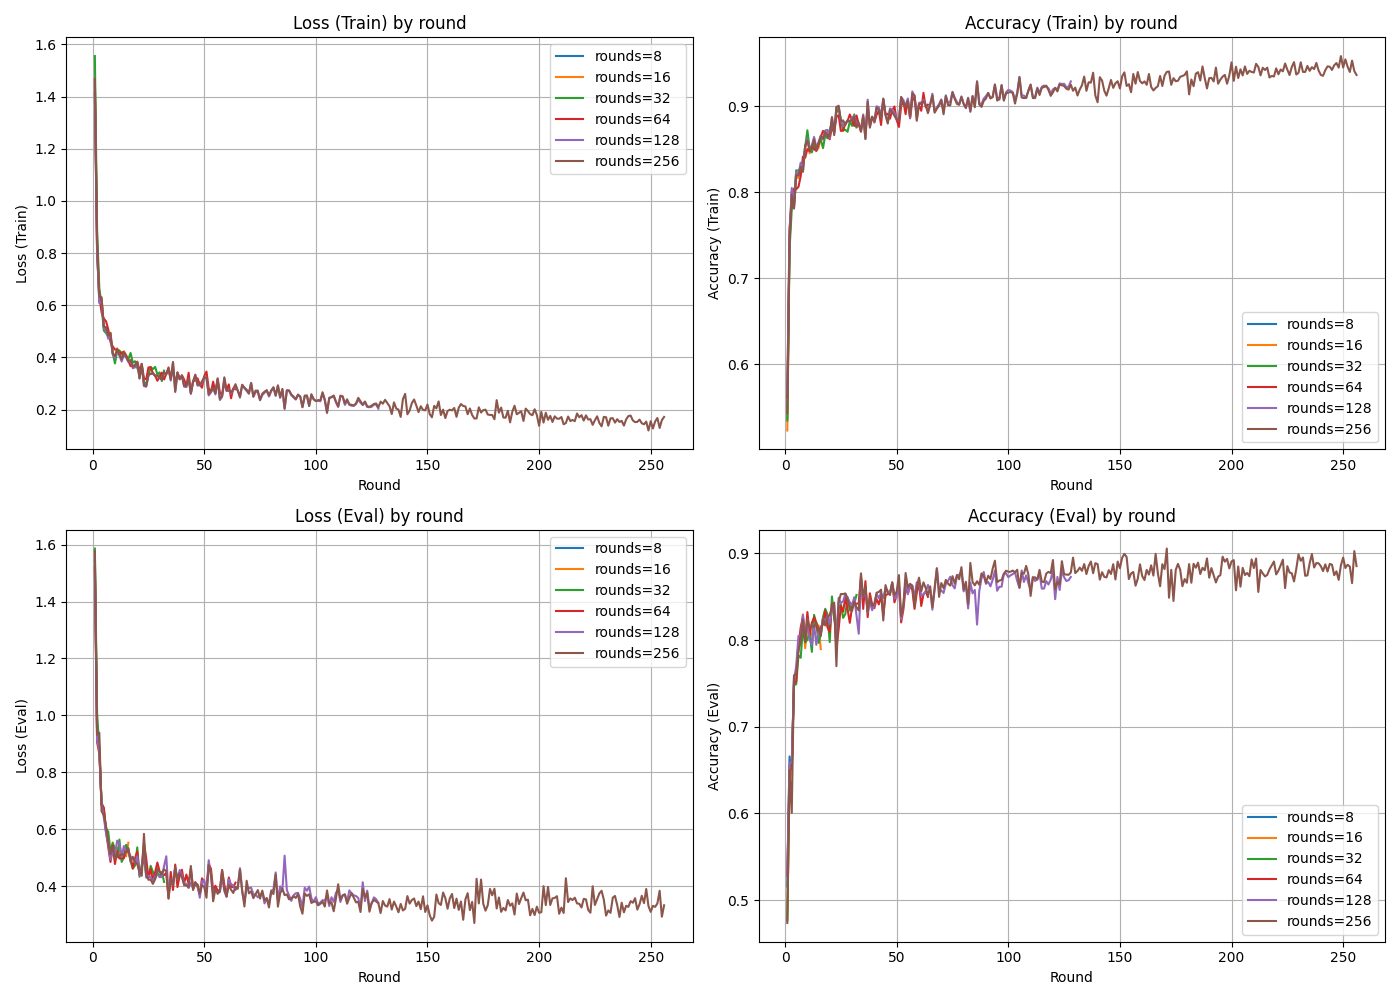 Loss (Train) by round
Loss (Train)
1.6
1.4
1.2
1.0
0.8
0.6
0.4
0.2
0 50 100 150 200 250
Round
rounds=8
rounds=16
rounds=32
rounds=64
rounds=128
rounds=256
Accuracy (Train) by round
Accuracy (Train)
0.9
0.8
0.7
0.6
0 50 100 150 200 250
Round
rounds=8
rounds=16
rounds=32
rounds=64
rounds=128
rounds=256
Loss (Eval) by round
Loss (Eval)
1.6
1.4
1.2
1.0
0.8
0.6
0.4
0 50 100 150 200 250
Round
rounds=8
rounds=16
rounds=32
rounds=64
rounds=128
rounds=256
Accuracy (Eval) by round
Accuracy (Eval)
0.9
0.8
0.7
0.6
0.5
0 50 100 150 200 250
Round
rounds=8
rounds=16
rounds=32
rounds=64
rounds=128
rounds=256